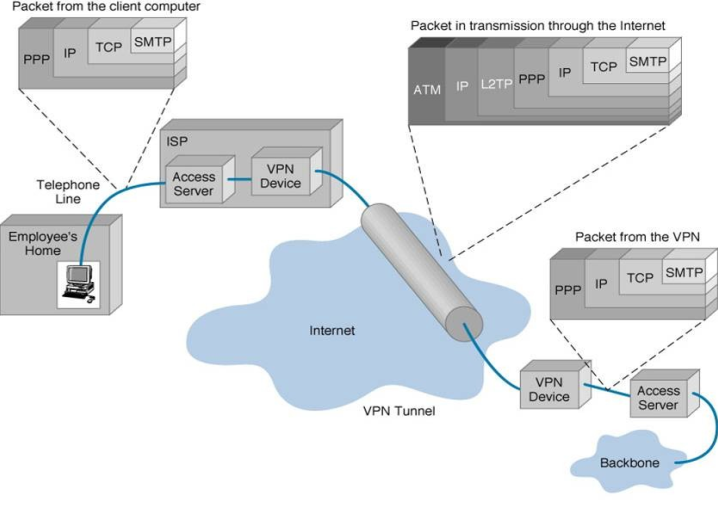 Packet from the client computer
PPP
IP
TCP
SMTP
Packet in transmission through the Internet
ATM
IP
L2TP
PPP
IP
TCP
SMTP
ISP
Access
Server
VPN
Device
Telephone
Line
Employee's
Home
Packet from the VPN
PPP
IP
TCP
SMTP
Internet
VPN Tunnel
VPN
Device
Access
Server
Backbone